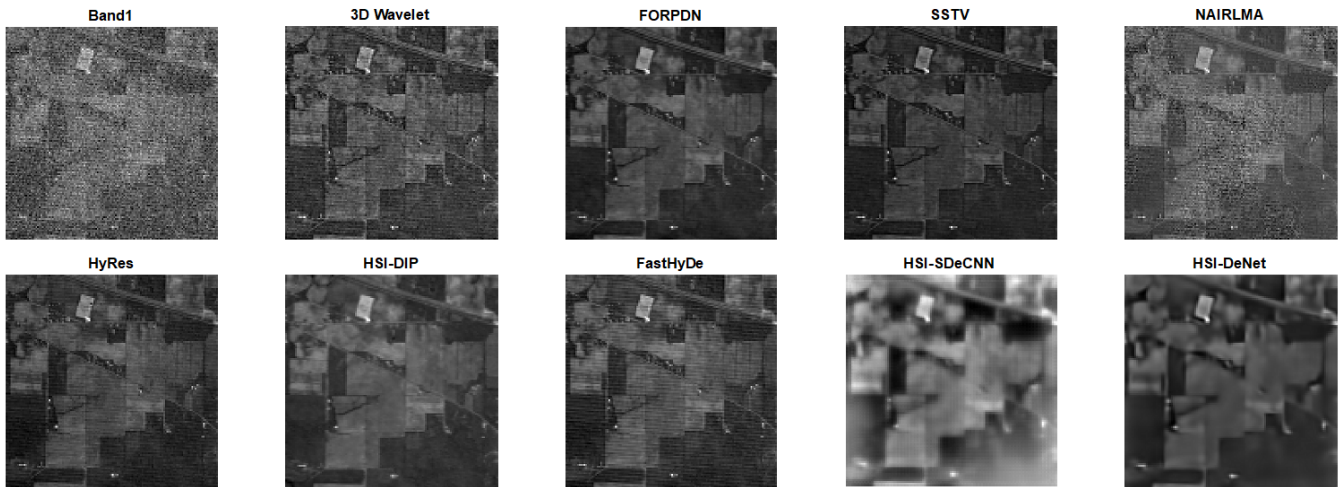 Band1
3D Wavelet
FORPDN
SSTV
NAIRLMA
HyRes
HSI-DIP
FastHyDe
HSI-SDeCNN
HSI-DeNet